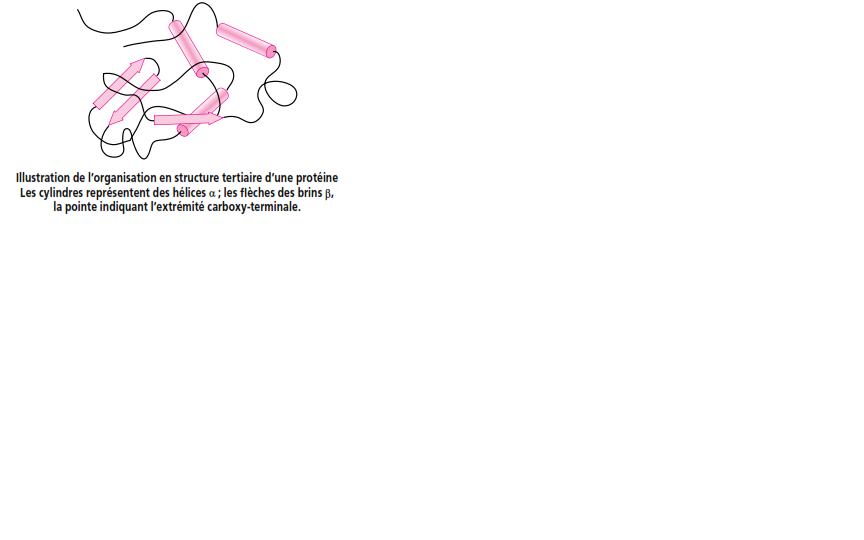 Illustration de l'organisation en structure tertiaire d'une protéine
Les cylindres représentent des hélices α ; les flèches des brins β,
la pointe indiquant l'extrémité carboxy-terminale.